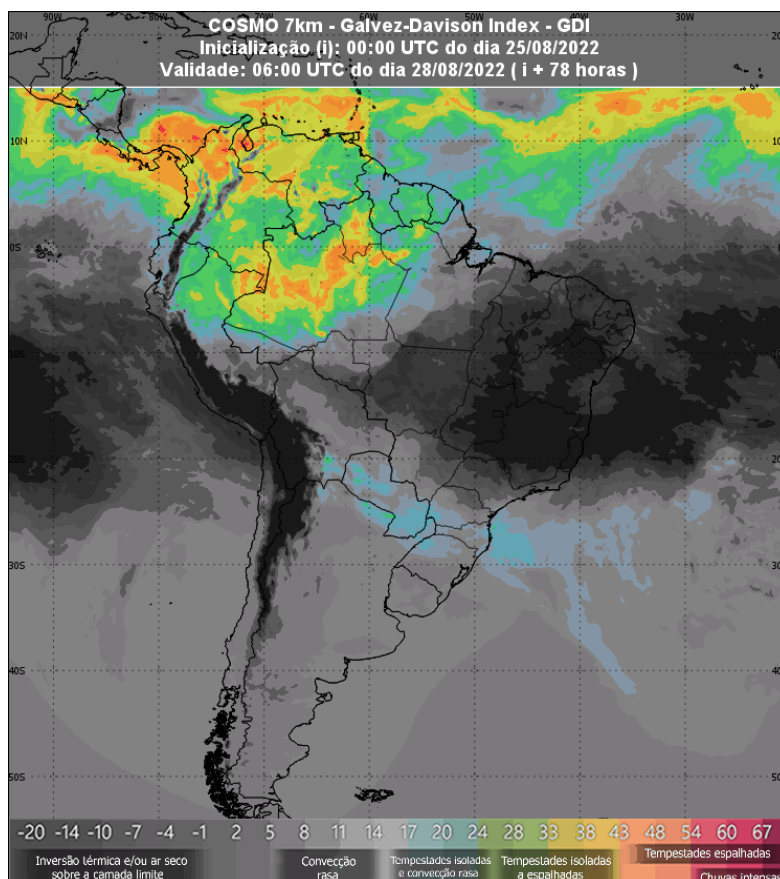 COSMO 7km - Galvez-Davison Index - GDI
Inicialização (i): 00:00 UTC do dia 25/08/2022
Validade: 06:00 UTC do dia 28/08/2022 ( i + 78 horas )
90W 80W 70W 60W 50W 40W 30W
10N
0S
10S
20S
30S
40S
50S
-20 -14 -10 -7 -4 -1 2 5 8 11 14 17 20 24 28 33 38 43 48 54 60 67
Inversão térmica e/ou ar seco
sobre a camada limite
Convecção
rasa
Tempestades isoladas
e convecção rasa
Tempestades isoladas
a espalhadas
Tempestades espalhadas
Chuvas intensas